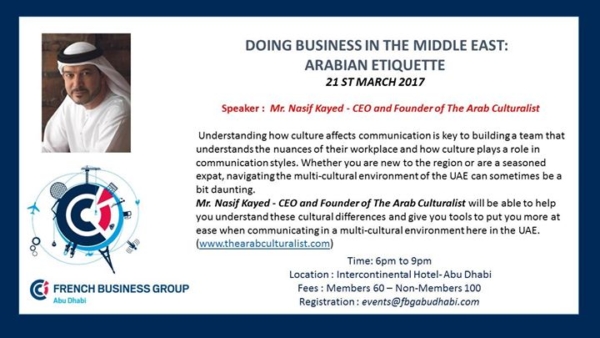 DOING BUSINESS IN THE MIDDLE EAST:
ARABIAN ETIQUETTE
21 ST MARCH 2017
Speaker : Mr. Nasif Kayed - CEO and Founder of The Arab Culturalist
Understanding how culture affects communication is key to building a team that
understands the nuances of their workplace and how culture plays a role in
communication styles. Whether you are new to the region or are a seasoned
expat, navigating the multi-cultural environment of the UAE can sometimes be a
bit daunting.
Mr. Nasif Kayed - CEO and Founder of The Arab Culturalist will be able to help
you understand these cultural differences and give you tools to put you more at
ease when communicating in a multi-cultural environment here in the UAE.
(www.thearabculturalist.com)
Time: 6pm to 9pm
Location : Intercontinental Hotel- Abu Dhabi
Fees : Members 60 – Non-Members 100
Registration : events@fbgabudhabi.com
CCI FRENCH BUSINESS GROUP
Abu Dhabi